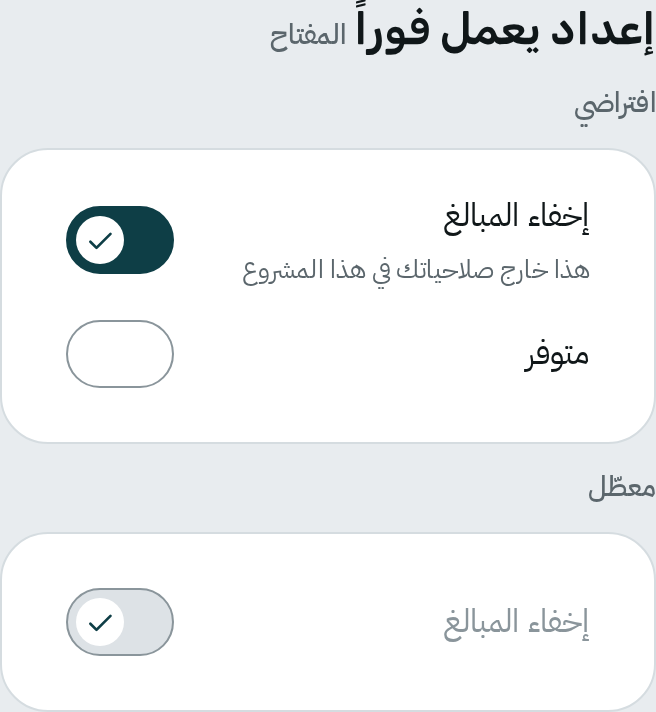 إعداد يعمل فوراً المفتاح
افتراضي
إخفاء المبالغ
هذا خارج صلاحياتك في هذا المشروع
متوفر
معطّل
إخفاء المبالغ